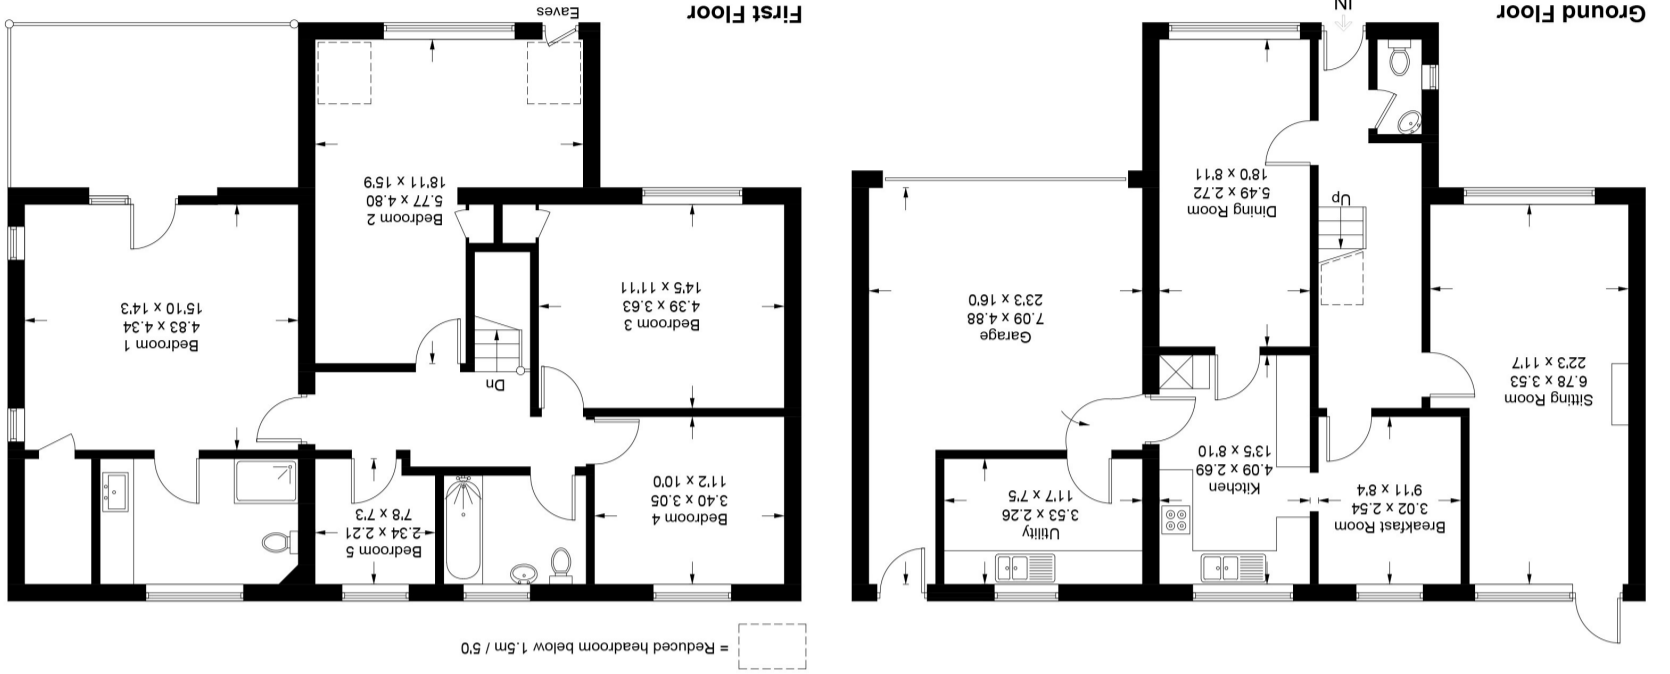 = Reduced headroom below 1.5m / 5'0
Sitting Room
6.78 x 3.53
22'3 x 11'7
Breakfast Room
3.02 x 2.54
9'11 x 8'4
Kitchen
4.09 x 2.69
13'5 x 8'10
Utility
3.53 x 2.26
11'7 x 7'5
Garage
7.09 x 4.88
23'3 x 16'0
Up
Dining Room
5.49 x 2.72
18'0 x 8'11
IN
Ground Floor
Bedroom 4
3.40 x 3.05
11'2 x 10'0
Bedroom 5
2.34 x 2.21
7'8 x 7'3
Dn
Bedroom 3
4.39 x 3.63
14'5 x 11'11
Bedroom 1
4.83 x 4.34
15'10 x 14'3
Bedroom 2
5.77 x 4.80
18'11 x 15'9
Eaves
First Floor